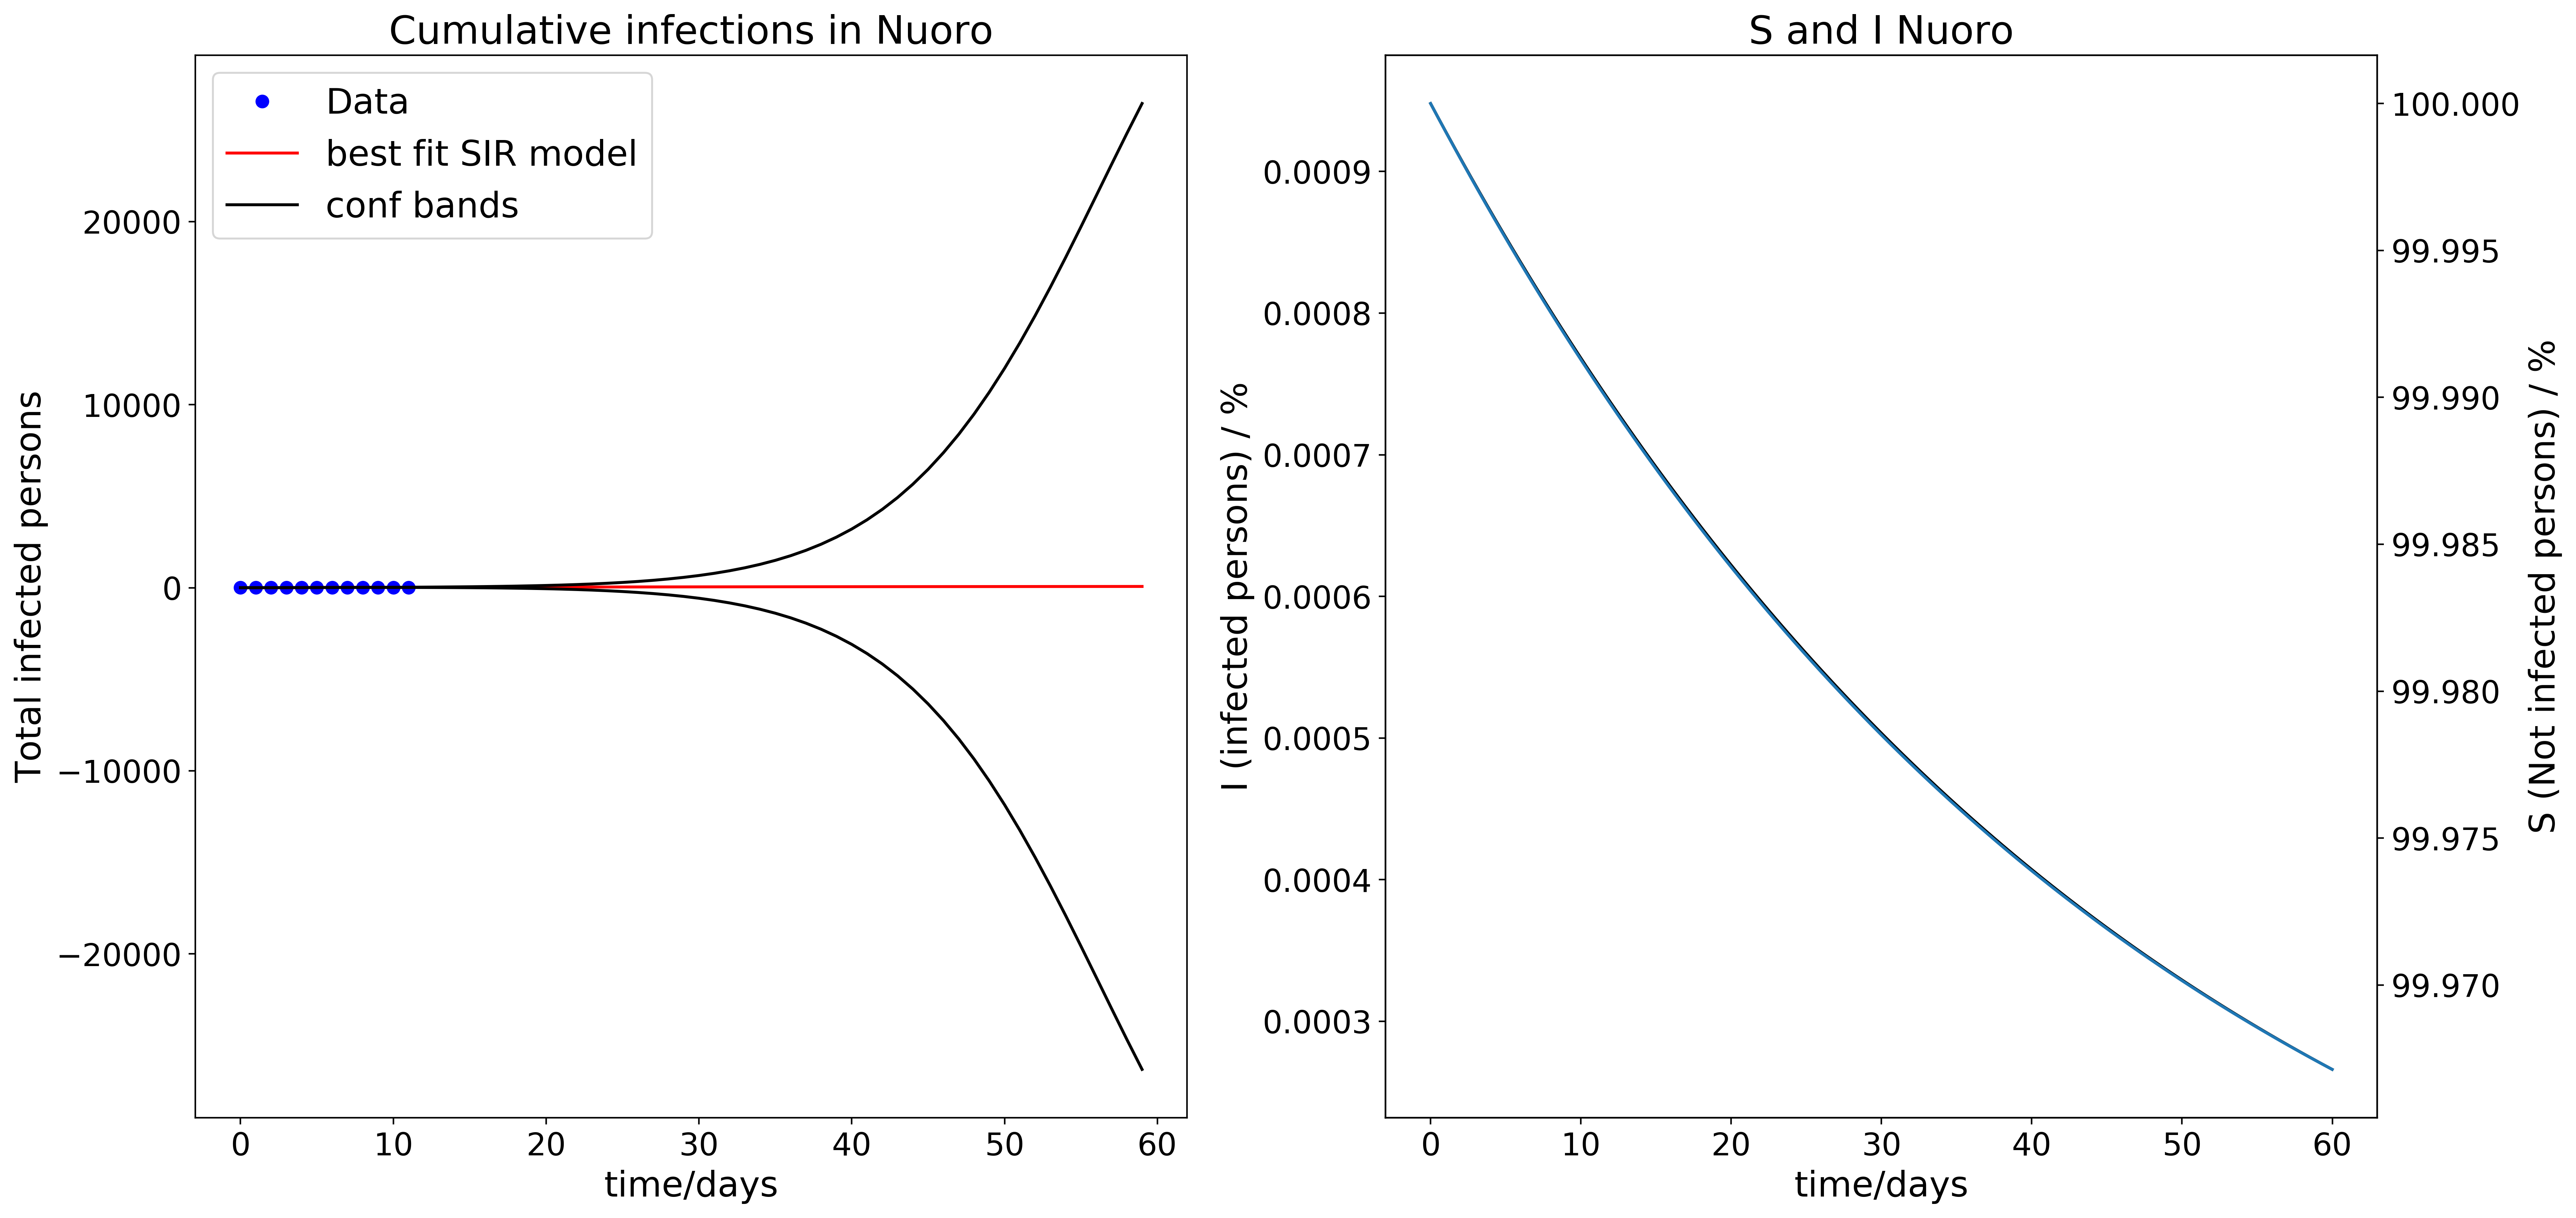 Cumulative infections in Nuoro
Data
best fit SIR model
conf bands
Total infected persons
20000
10000
0
−10000
−20000
0 10 20 30 40 50 60
time/days
S and I Nuoro
I (infected persons) / %
0.0009
0.0008
0.0007
0.0006
0.0005
0.0004
0.0003
100.000
99.995
99.990
99.985
99.980
99.975
99.970
S (Not infected persons) / %
0 10 20 30 40 50 60
time/days